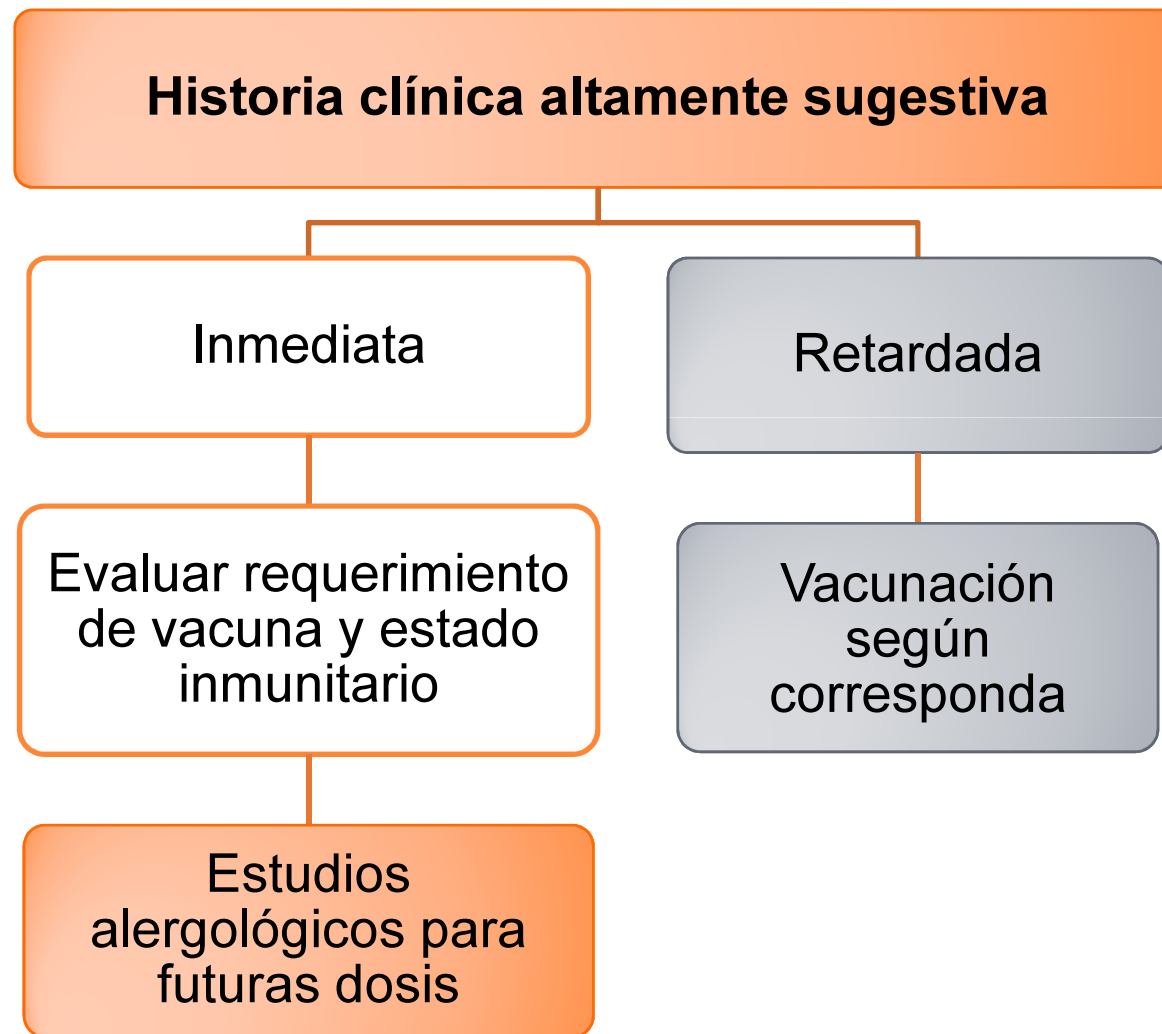 Historia clínica altamente sugestiva
Inmediata
Retardada
Evaluar requerimiento
de vacuna y estado
inmunitario
Vacunación
según
corresponda
Estudios
alergológicos para
futuras dosis